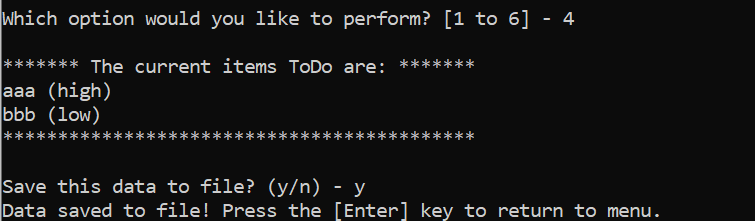 Which option would you like to perform? [1 to 6] - 4
******* The current items ToDo are: *******
aaa (high)
bbb (low)
*******************************************
Save this data to file? (y/n) - y
Data saved to file! Press the [Enter] key to return to menu.